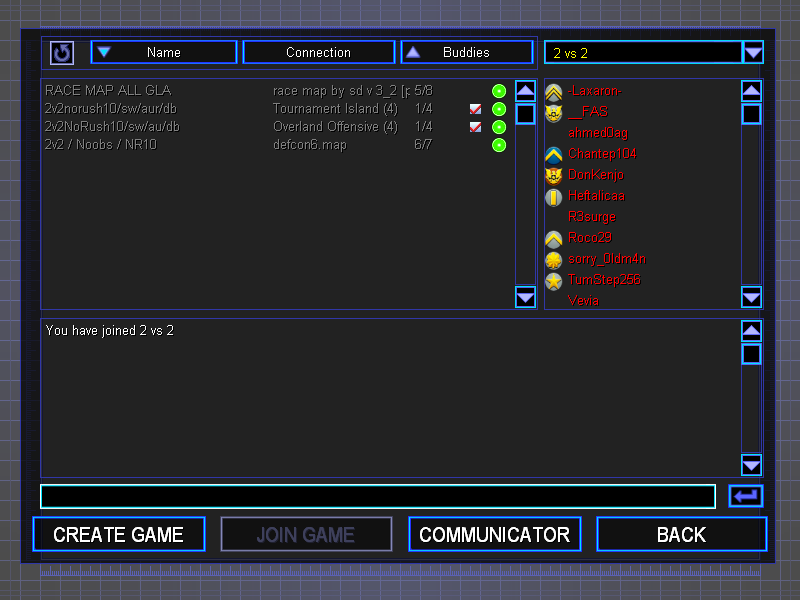 Name Connection Buddies 2 vs 2
RACE MAP ALL GLA race map by sd v 3_2 [p 5/8
2v2norush10/sw/aur/db Tournament Island (4) 1/4
2v2NoRush10/sw/au/db Overland Offensive (4) 1/4
2v2 / Noobs / NR10 defcon6.map 6/7
-Laxaron-
__FAS
ahmed0ag
Chantep104
DonKenjo
Heftalicaa
R3surge
Roco29
sorry_0ldm4n
TurnStep256
Vevia
You have joined 2 vs 2
CREATE GAME JOIN GAME COMMUNICATOR BACK